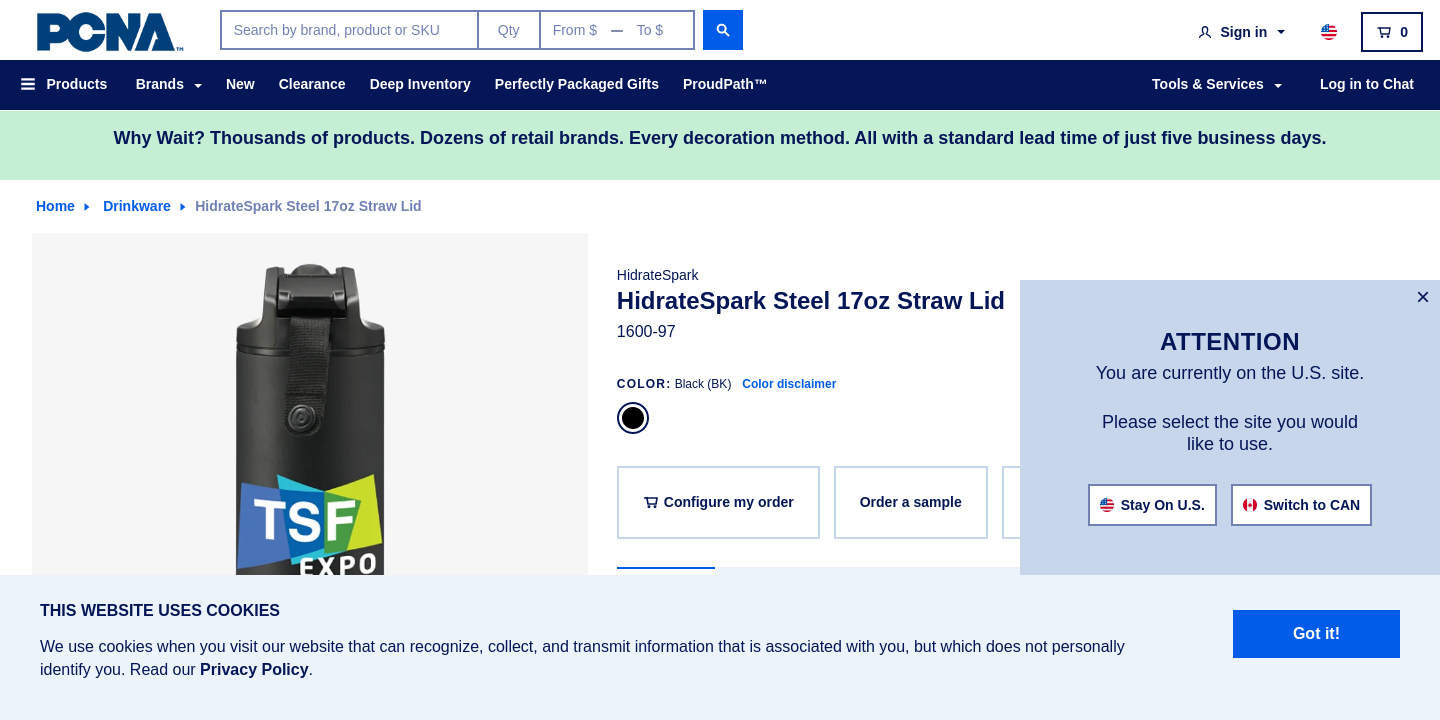 PCNA™
Search by brand, product or SKU
Qty
From $ — To $
Sign in
0
Products
Brands
New
Clearance
Deep Inventory
Perfectly Packaged Gifts
ProudPath™
Tools & Services
Log in to Chat
Why Wait? Thousands of products. Dozens of retail brands. Every decoration method. All with a standard lead time of just five business days.
Home
Drinkware
HidrateSpark Steel 17oz Straw Lid
TSF
EXPO
HidrateSpark
HidrateSpark Steel 17oz Straw Lid
1600-97
COLOR: Black (BK) Color disclaimer
Configure my order
Order a sample
×
ATTENTION
You are currently on the U.S. site.
Please select the site you would
like to use.
Stay On U.S.
Switch to CAN
THIS WEBSITE USES COOKIES
We use cookies when you visit our website that can recognize, collect, and transmit information that is associated with you, but which does not personally
identify you. Read our Privacy Policy.
Got it!